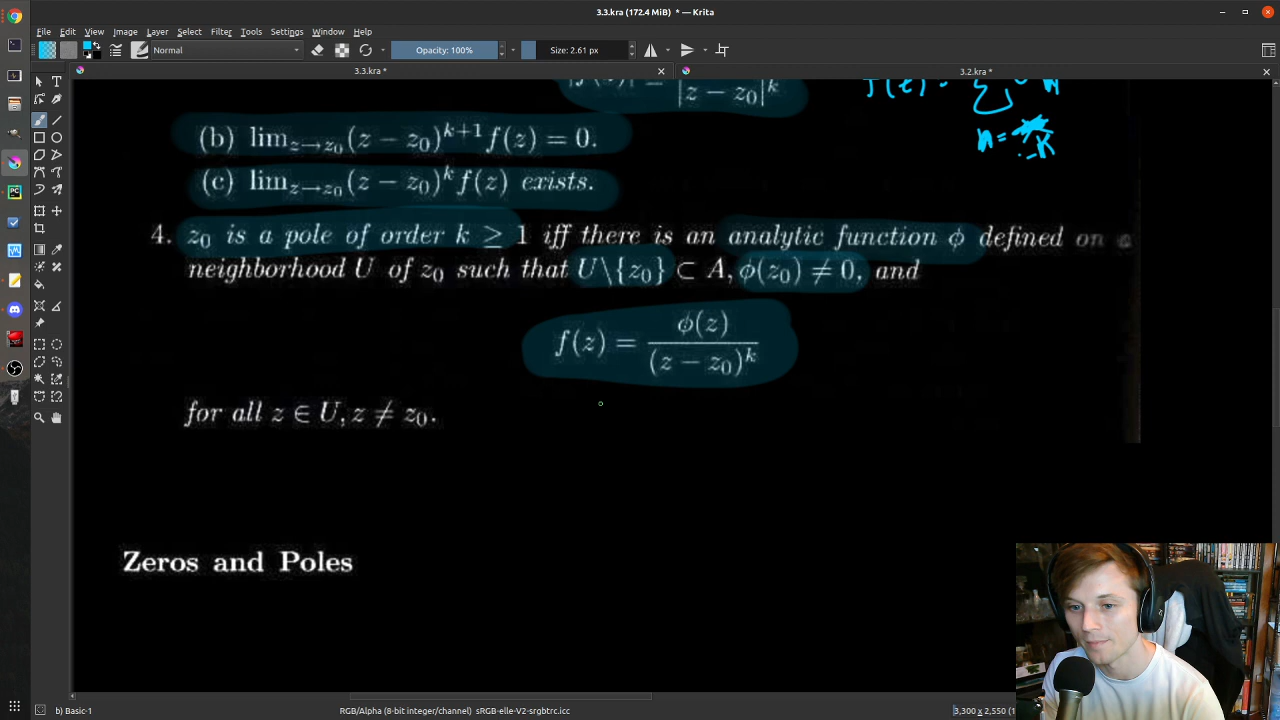 3.3.kra (172.4 MiB) * — Krita
File Edit View Image Layer Select Filter Tools Settings Window Help
Normal Opacity: 100% Size: 2.61 px
3.3.kra * 3.2.kra *
|z − z₀|ᵏ
n = -k
(b) lim_{z→z₀}(z − z₀)^{k+1} f(z) = 0.
(c) lim_{z→z₀}(z − z₀)^k f(z) exists.
4. z₀ is a pole of order k ≥ 1 iff there is an analytic function ϕ defined on a
neighborhood U of z₀ such that U\{z₀} ⊂ A, ϕ(z₀) ≠ 0, and
f(z) = ϕ(z) / (z − z₀)^k
for all z ∈ U, z ≠ z₀.
Zeros and Poles
b) Basic-1 RGB/Alpha (8-bit integer/channel) sRGB-elle-V2-srgbtrc.icc 3,300 x 2,550 (1